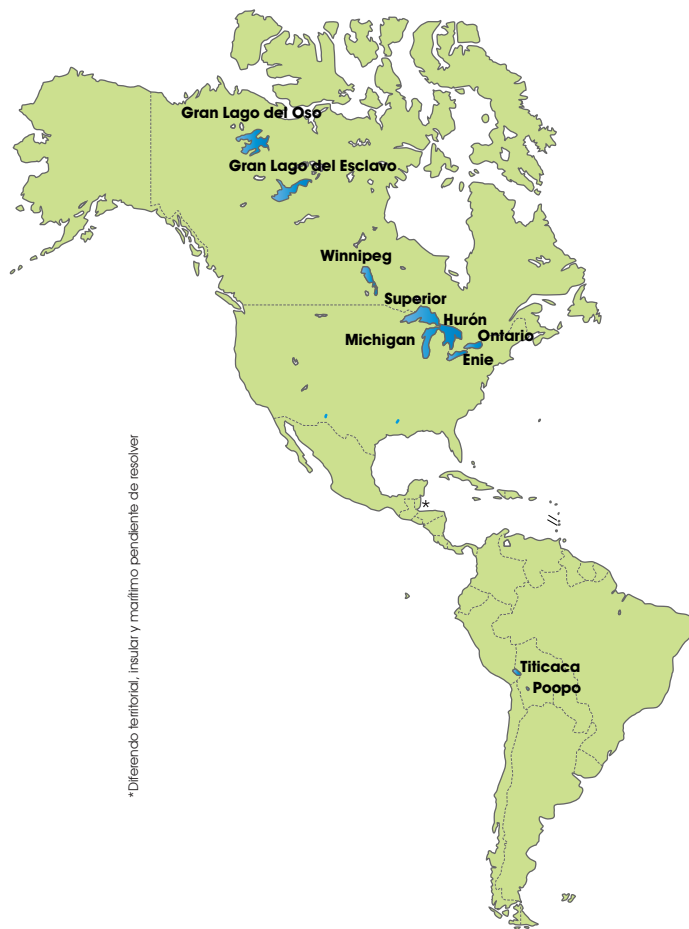 Gran Lago del Oso
Gran Lago del Esclavo
Winnipeg
Superior
Hurón
Michigan
Ontario
Enie
*
Titicaca
Poopo
*Diferendo territorial, insular y marítimo pendiente de resolver